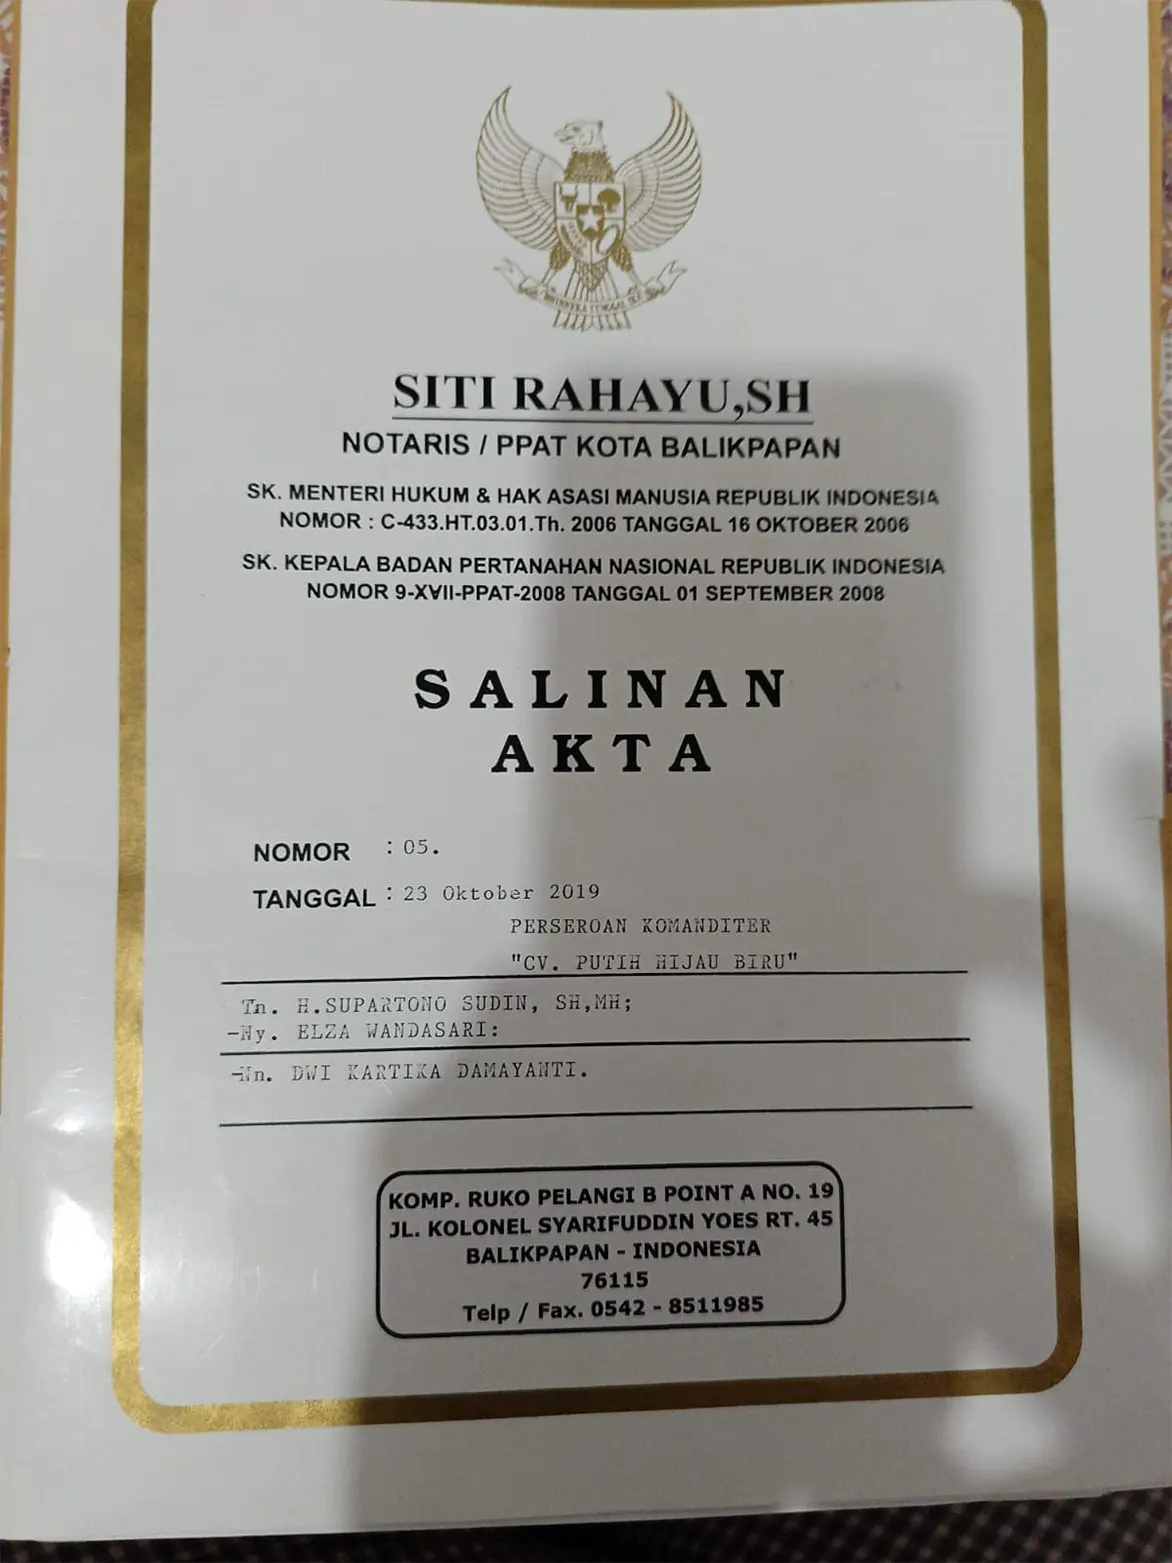 BHINNEKA TUNGGAL IKA
SITI RAHAYU,SH
NOTARIS / PPAT KOTA BALIKPAPAN
SK. MENTERI HUKUM & HAK ASASI MANUSIA REPUBLIK INDONESIA
NOMOR : C-433.HT.03.01.Th. 2006 TANGGAL 16 OKTOBER 2006
SK. KEPALA BADAN PERTANAHAN NASIONAL REPUBLIK INDONESIA
NOMOR 9-XVII-PPAT-2008 TANGGAL 01 SEPTEMBER 2008
SALINAN
AKTA
NOMOR : 05.
TANGGAL : 23 Oktober 2019
PERSEROAN KOMANDITER
"CV. PUTIH HIJAU BIRU"
Tn. H.SUPARTONO SUDIN, SH,MH;
-Ny. ELZA WANDASARI:
-Nn. DWI KARTIKA DAMAYANTI.
KOMP. RUKO PELANGI B POINT A NO. 19
JL. KOLONEL SYARIFUDDIN YOES RT. 45
BALIKPAPAN - INDONESIA
76115
Telp / Fax. 0542 - 8511985